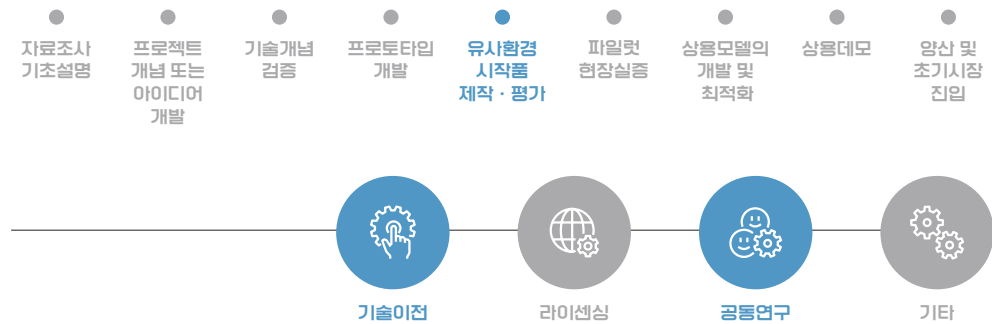 자료조사
기초설명
프로젝트
개념 또는
아이디어
개발
기술개념
검증
프로토타입
개발
유사환경
시작품
제작 · 평가
파일럿
현장실증
상용모델의
개발 및
최적화
상용데모
양산 및
초기시장
진입
기술이전
라이센싱
공동연구
기타